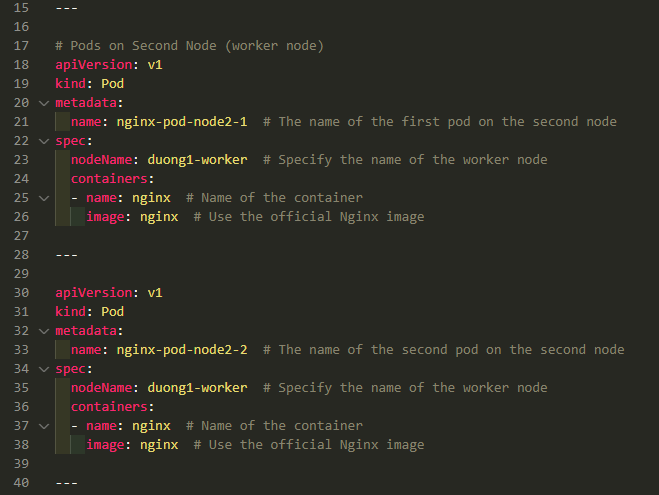 15 ---
16
17 # Pods on Second Node (worker node)
18 apiVersion: v1
19 kind: Pod
20 metadata:
21   name: nginx-pod-node2-1  # The name of the first pod on the second node
22 spec:
23   nodeName: duong1-worker  # Specify the name of the worker node
24   containers:
25   - name: nginx  # Name of the container
26     image: nginx  # Use the official Nginx image
27
28 ---
29
30 apiVersion: v1
31 kind: Pod
32 metadata:
33   name: nginx-pod-node2-2  # The name of the second pod on the second node
34 spec:
35   nodeName: duong1-worker  # Specify the name of the worker node
36   containers:
37   - name: nginx  # Name of the container
38     image: nginx  # Use the official Nginx image
39
40 ---